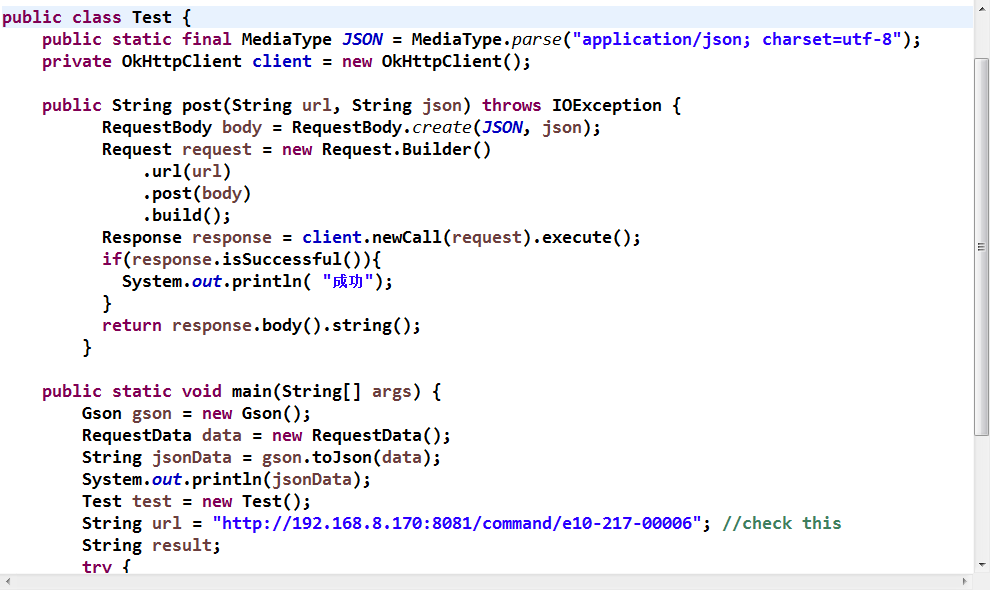 public class Test {
    public static final MediaType JSON = MediaType.parse("application/json; charset=utf-8");
    private OkHttpClient client = new OkHttpClient();

    public String post(String url, String json) throws IOException {
          RequestBody body = RequestBody.create(JSON, json);
          Request request = new Request.Builder()
              .url(url)
              .post(body)
              .build();
          Response response = client.newCall(request).execute();
          if(response.isSuccessful()){
            System.out.println( "成功");
          }
          return response.body().string();
        }

    public static void main(String[] args) {
        Gson gson = new Gson();
        RequestData data = new RequestData();
        String jsonData = gson.toJson(data);
        System.out.println(jsonData);
        Test test = new Test();
        String url = "http://192.168.8.170:8081/command/e10-217-00006"; //check this
        String result;
        try {